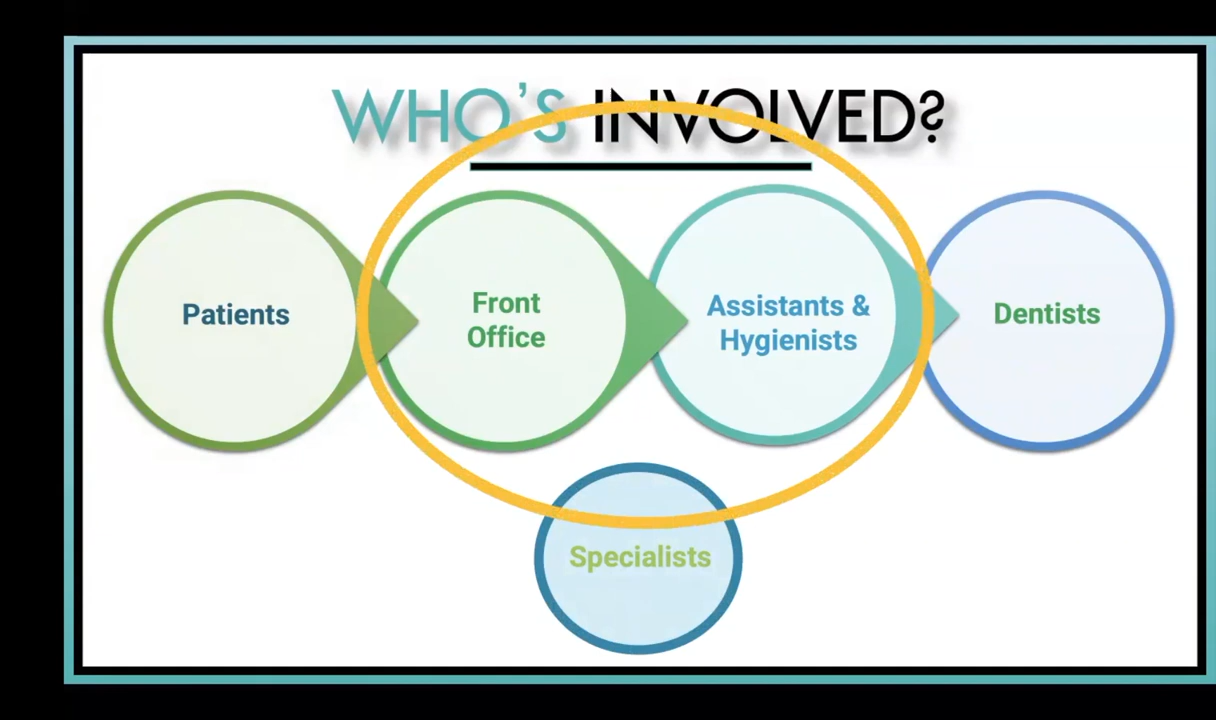 WHO'S INVOLVED?
Patients
Front
Office
Assistants &
Hygienists
Dentists
Specialists